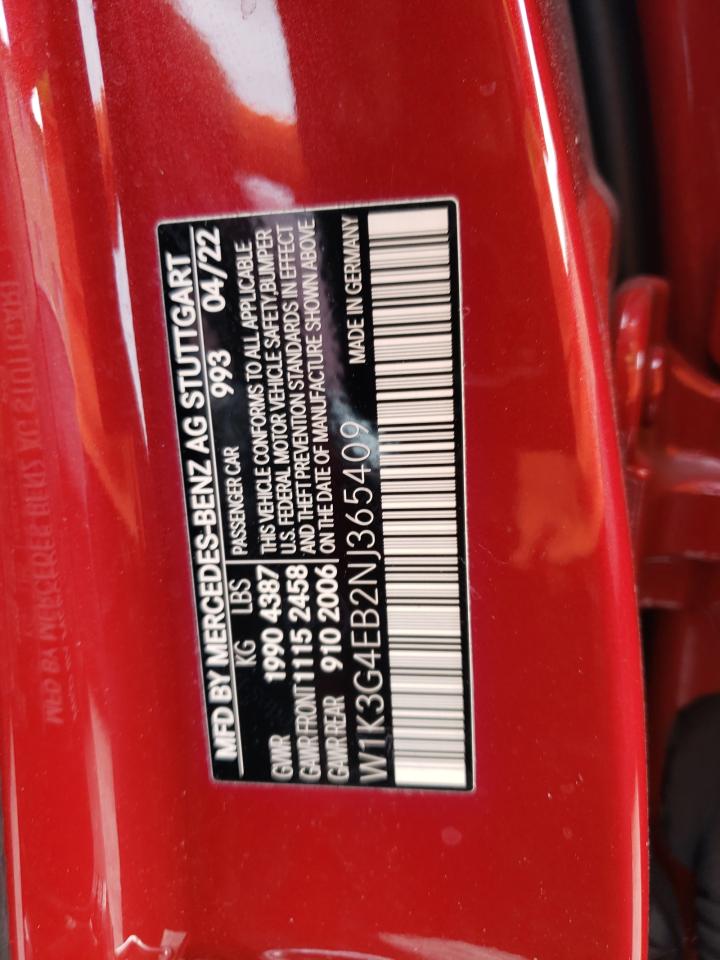 MFD BY MERCEDES-BENZ AG STUTTGART
KG LBS PASSENGER CAR 993 04/22
GVWR 1990 4387 THIS VEHICLE CONFORMS TO ALL APPLICABLE
U.S. FEDERAL MOTOR VEHICLE SAFETY,BUMPER
GAWR FRONT 1115 2458 AND THEFT PREVENTION STANDARDS IN EFFECT
GAWR REAR 910 2006 ON THE DATE OF MANUFACTURE SHOWN ABOVE
W1K3G4EB2NJ365409 MADE IN GERMANY